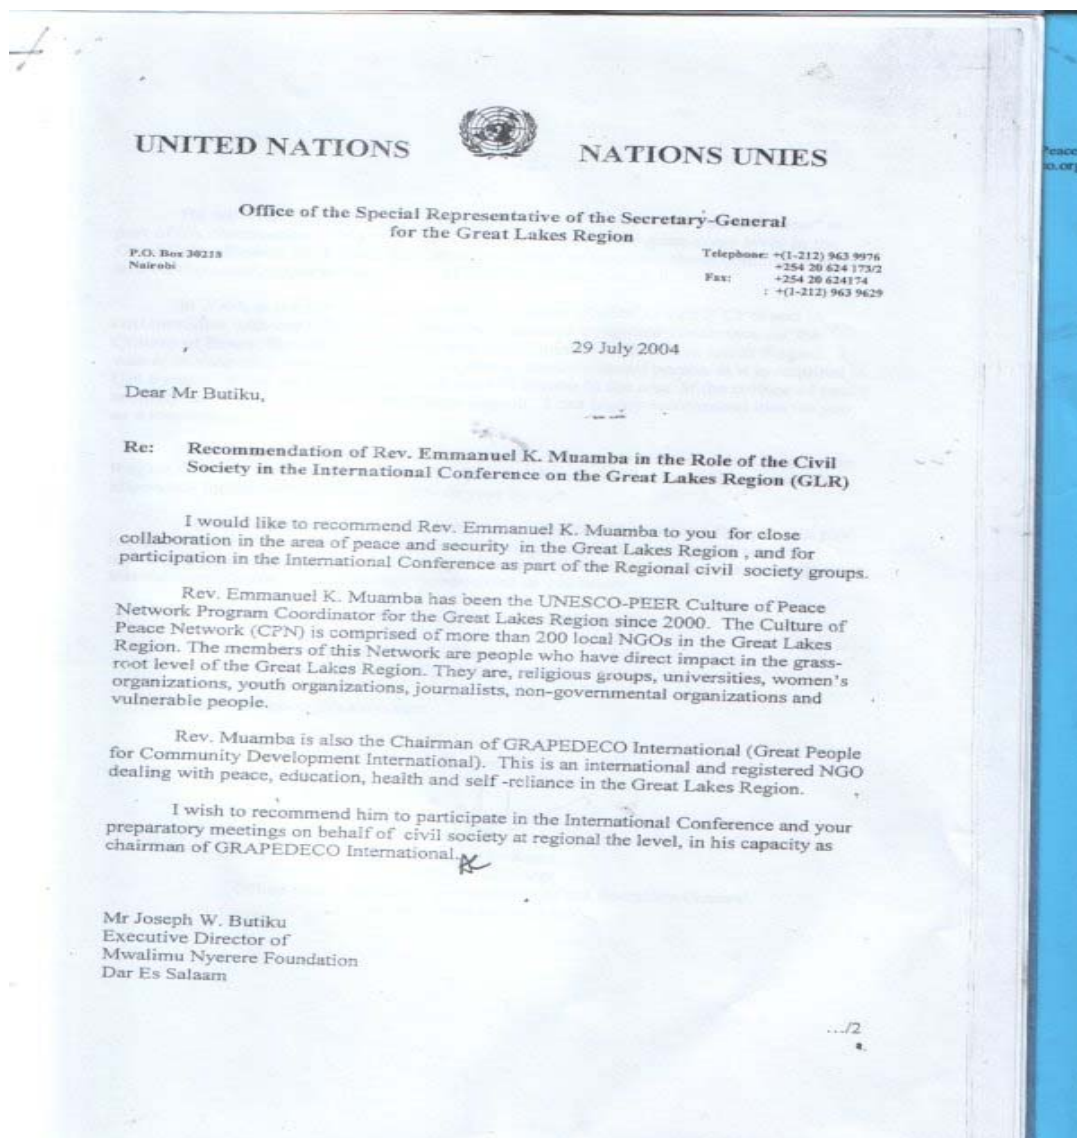 UNITED NATIONS NATIONS UNIES
Office of the Special Representative of the Secretary-General
for the Great Lakes Region
P.O. Box 30218
Nairobi
Telephone: +(1-212) 963 9976
+254 20 624 173/2
Fax: +254 20 624174
: +(1-212) 963 9629
29 July 2004
Dear Mr Butiku,
Re: Recommendation of Rev. Emmanuel K. Muamba in the Role of the Civil
Society in the International Conference on the Great Lakes Region (GLR)
I would like to recommend Rev. Emmanuel K. Muamba to you for close
collaboration in the area of peace and security in the Great Lakes Region , and for
participation in the International Conference as part of the Regional civil society groups.
Rev. Emmanuel K. Muamba has been the UNESCO-PEER Culture of Peace
Network Program Coordinator for the Great Lakes Region since 2000. The Culture of
Peace Network (CPN) is comprised of more than 200 local NGOs in the Great Lakes
Region. The members of this Network are people who have direct impact in the grass-
root level of the Great Lakes Region. They are, religious groups, universities, women's
organizations, youth organizations, journalists, non-governmental organizations and
vulnerable people.
Rev. Muamba is also the Chairman of GRAPEDECO International (Great People
for Community Development International). This is an international and registered NGO
dealing with peace, education, health and self -reliance in the Great Lakes Region.
I wish to recommend him to participate in the International Conference and your
preparatory meetings on behalf of civil society at regional the level, in his capacity as
chairman of GRAPEDECO International.
Mr Joseph W. Butiku
Executive Director of
Mwalimu Nyerere Foundation
Dar Es Salaam
.../2